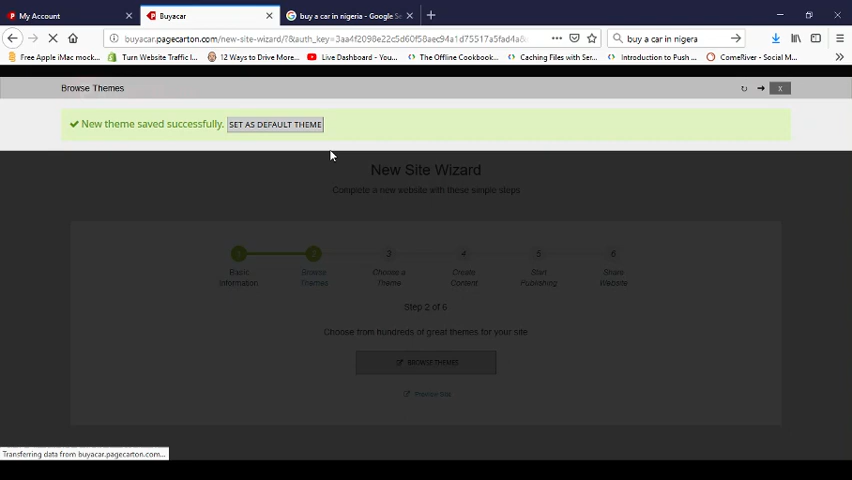 My Account
Buyacar
buy a car in nigeria - Google Se
buyacar.pagecarton.com/new-site-wizard/?&auth_key=3aa4f2098e22c5d60f58aec94a1d75517a5fad4a8
buy a car in nigera
Free Apple iMac mock...
Turn Website Traffic I...
12 Ways to Drive More...
Live Dashboard - You...
The Offline Cookbook...
Caching Files with Ser...
Introduction to Push ...
ComeRiver - Social M...
Browse Themes
X
New theme saved successfully. SET AS DEFAULT THEME
New Site Wizard
Complete a new website with these simple steps
1 2 3 4 5 6
Basic Information
Browse Themes
Choose a Theme
Create Content
Start Publishing
Share Website
Step 2 of 6
Choose from hundreds of great themes for your site
BROWSE THEMES
Preview Site
Transferring data from buyacar.pagecarton.com...